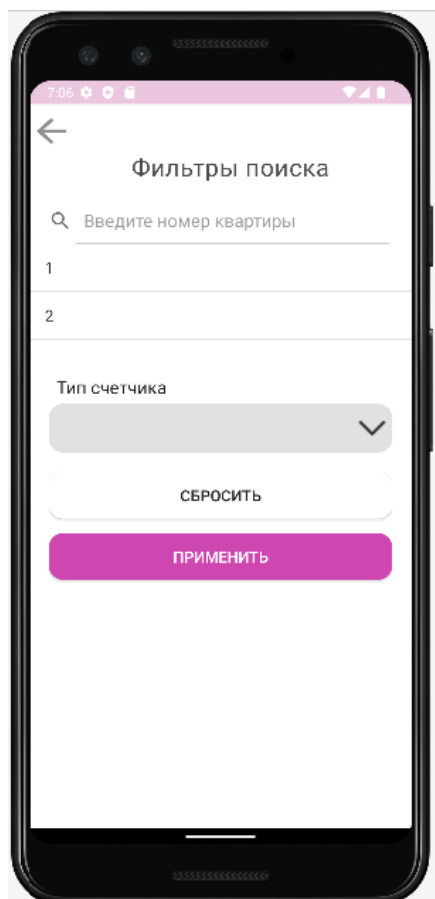 7:06
Фильтры поиска
Введите номер квартиры
1
2
Тип счетчика
СБРОСИТЬ
ПРИМЕНИТЬ